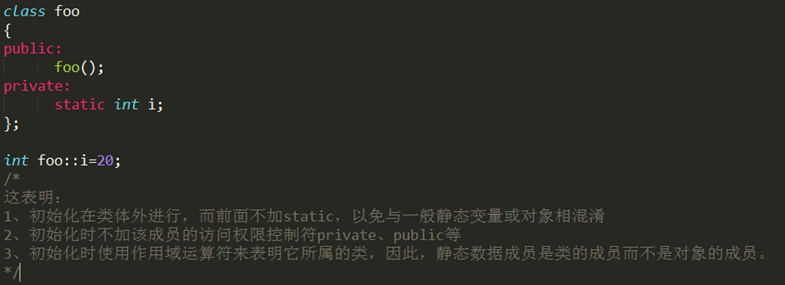 class foo
{
public:
foo();
private:
static int i;
};
int foo::i=20;
/*
这表明：
1、初始化在类体外进行，而前面不加static，以免与一般静态变量或对象相混淆
2、初始化时不加该成员的访问权限控制符private、public等
3、初始化时使用作用域运算符来表明它所属的类，因此，静态数据成员是类的成员而不是对象的成员。
*/